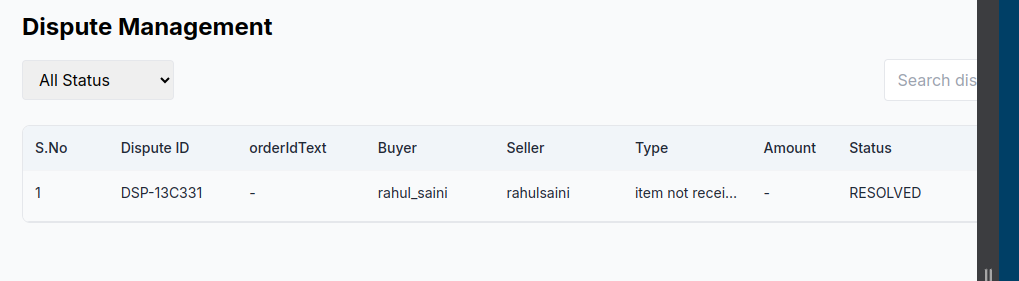 Dispute Management
All Status
Search dis
S.No Dispute ID orderIdText Buyer Seller Type Amount Status
1 DSP-13C331 - rahul_saini rahulsaini item not recei... - RESOLVED